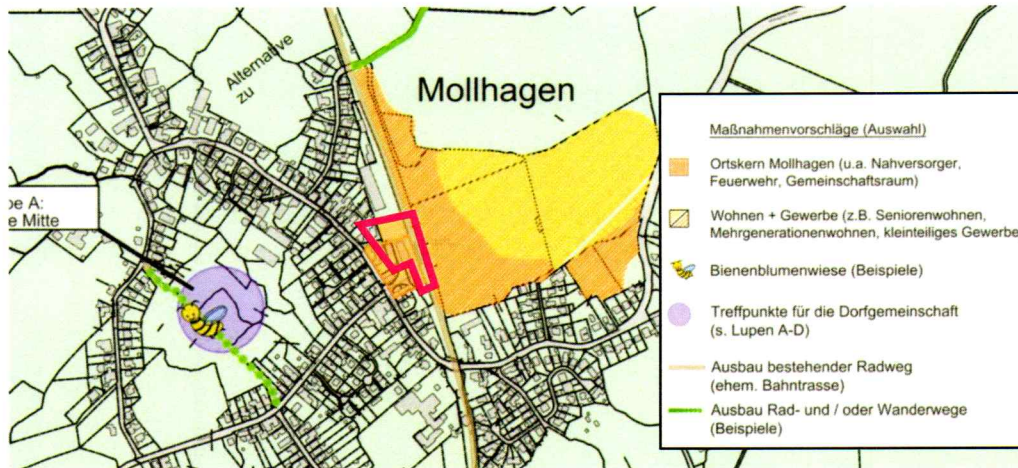 Alternative
zu
Mollhagen
pe A:
e Mitte
Maßnahmenvorschläge (Auswahl)
Ortskern Mollhagen (u.a. Nahversorger,
Feuerwehr, Gemeinschaftsraum)
Wohnen + Gewerbe (z.B. Seniorenwohnen,
Mehrgenerationenwohnen, kleinteiliges Gewerbe
Bienenblumenwiese (Beispiele)
Treffpunkte für die Dorfgemeinschaft
(s. Lupen A-D)
Ausbau bestehender Radweg
(ehem. Bahntrasse)
Ausbau Rad- und / oder Wanderwege
(Beispiele)